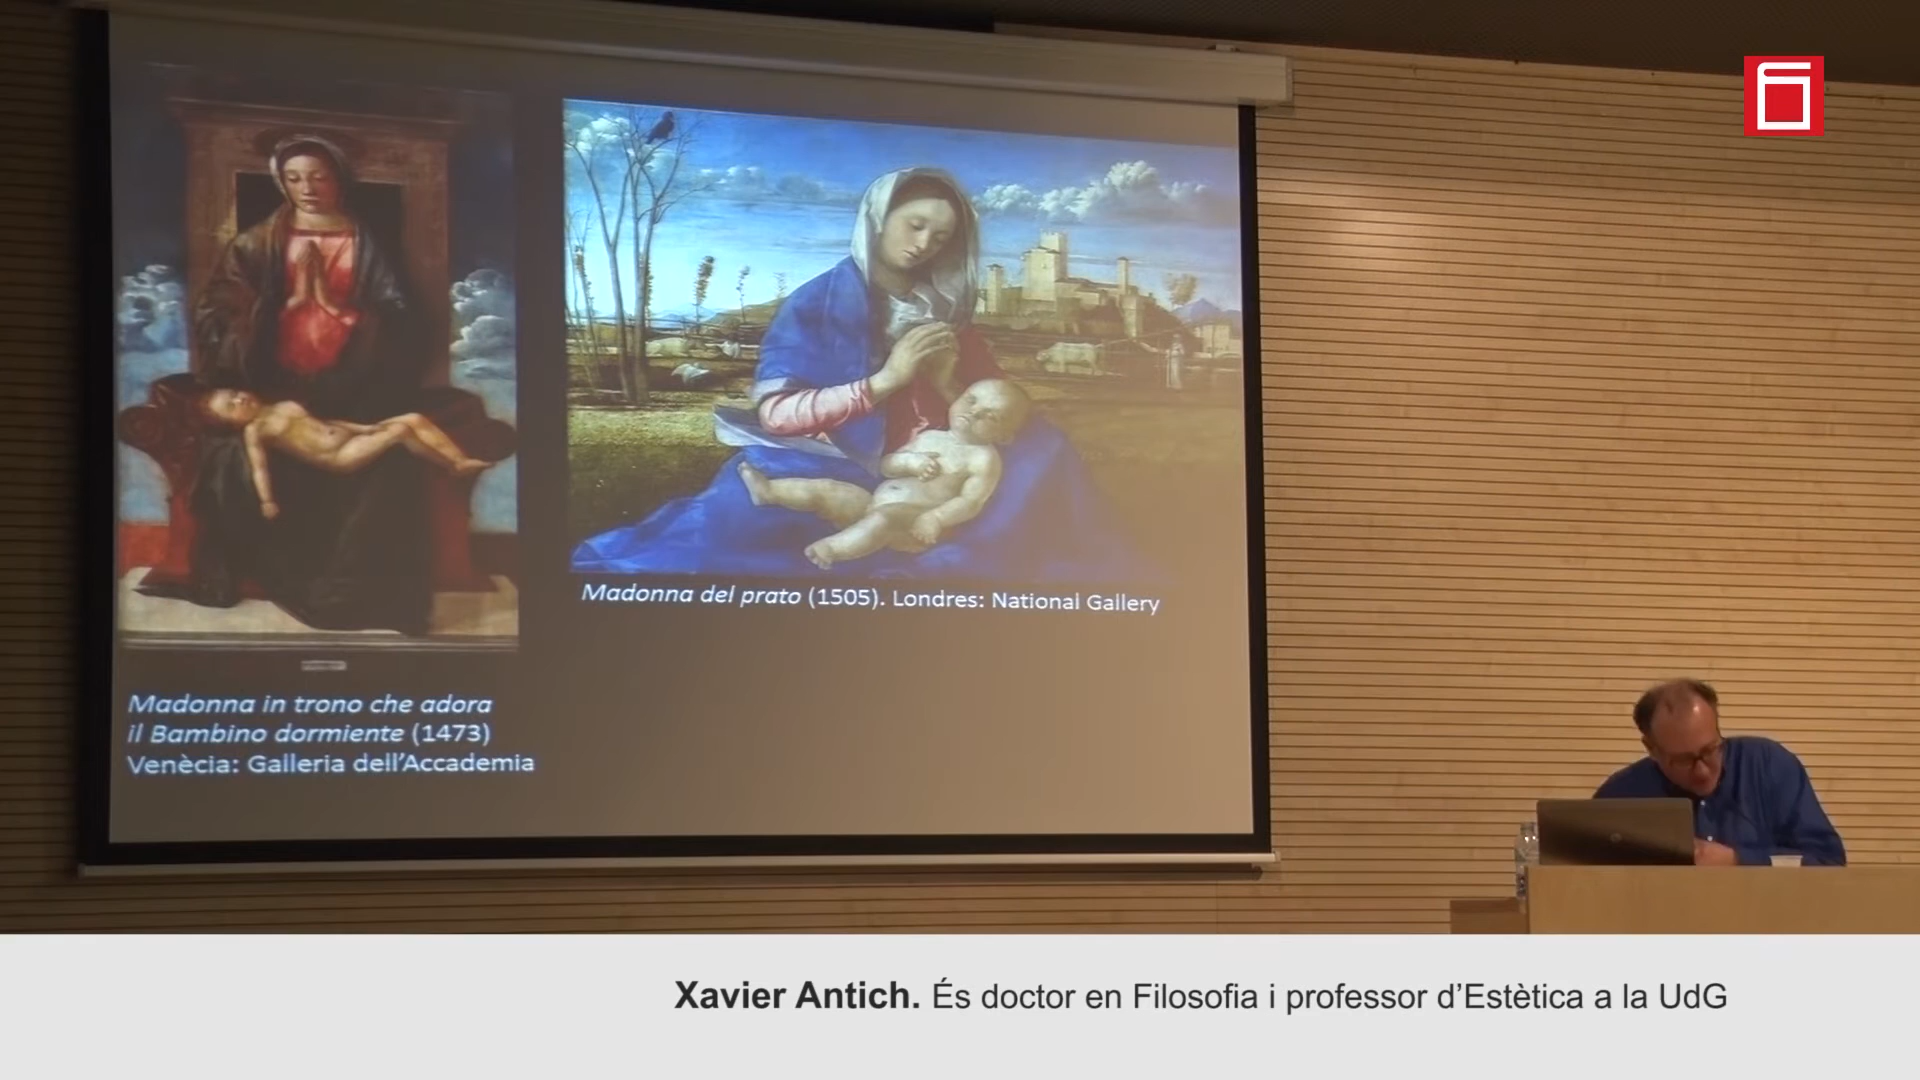 Madonna del prato (1505). Londres: National Gallery
Madonna in trono che adora
il Bambino dormiente (1473)
Venècia: Galleria dell'Accademia
Xavier Antich. És doctor en Filosofia i professor d'Estètica a la UdG